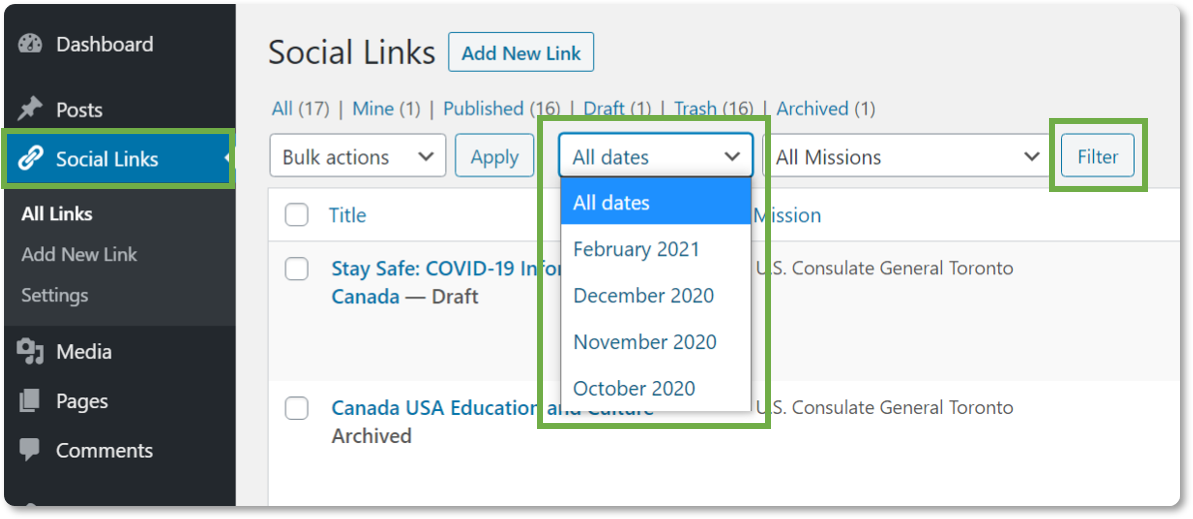 Dashboard
Posts
Social Links
All Links
Add New Link
Settings
Media
Pages
Comments
Social Links Add New Link
All (17) | Mine (1) | Published (16) | Draft (1) | Trash (16) | Archived (1)
Bulk actions Apply All dates All Missions Filter
All dates
February 2021
December 2020
November 2020
October 2020
Title Mission
Stay Safe: COVID-19 U.S. Consulate General Toronto
Canada — Draft
Canada USA Education and Culture U.S. Consulate General Toronto
Archived